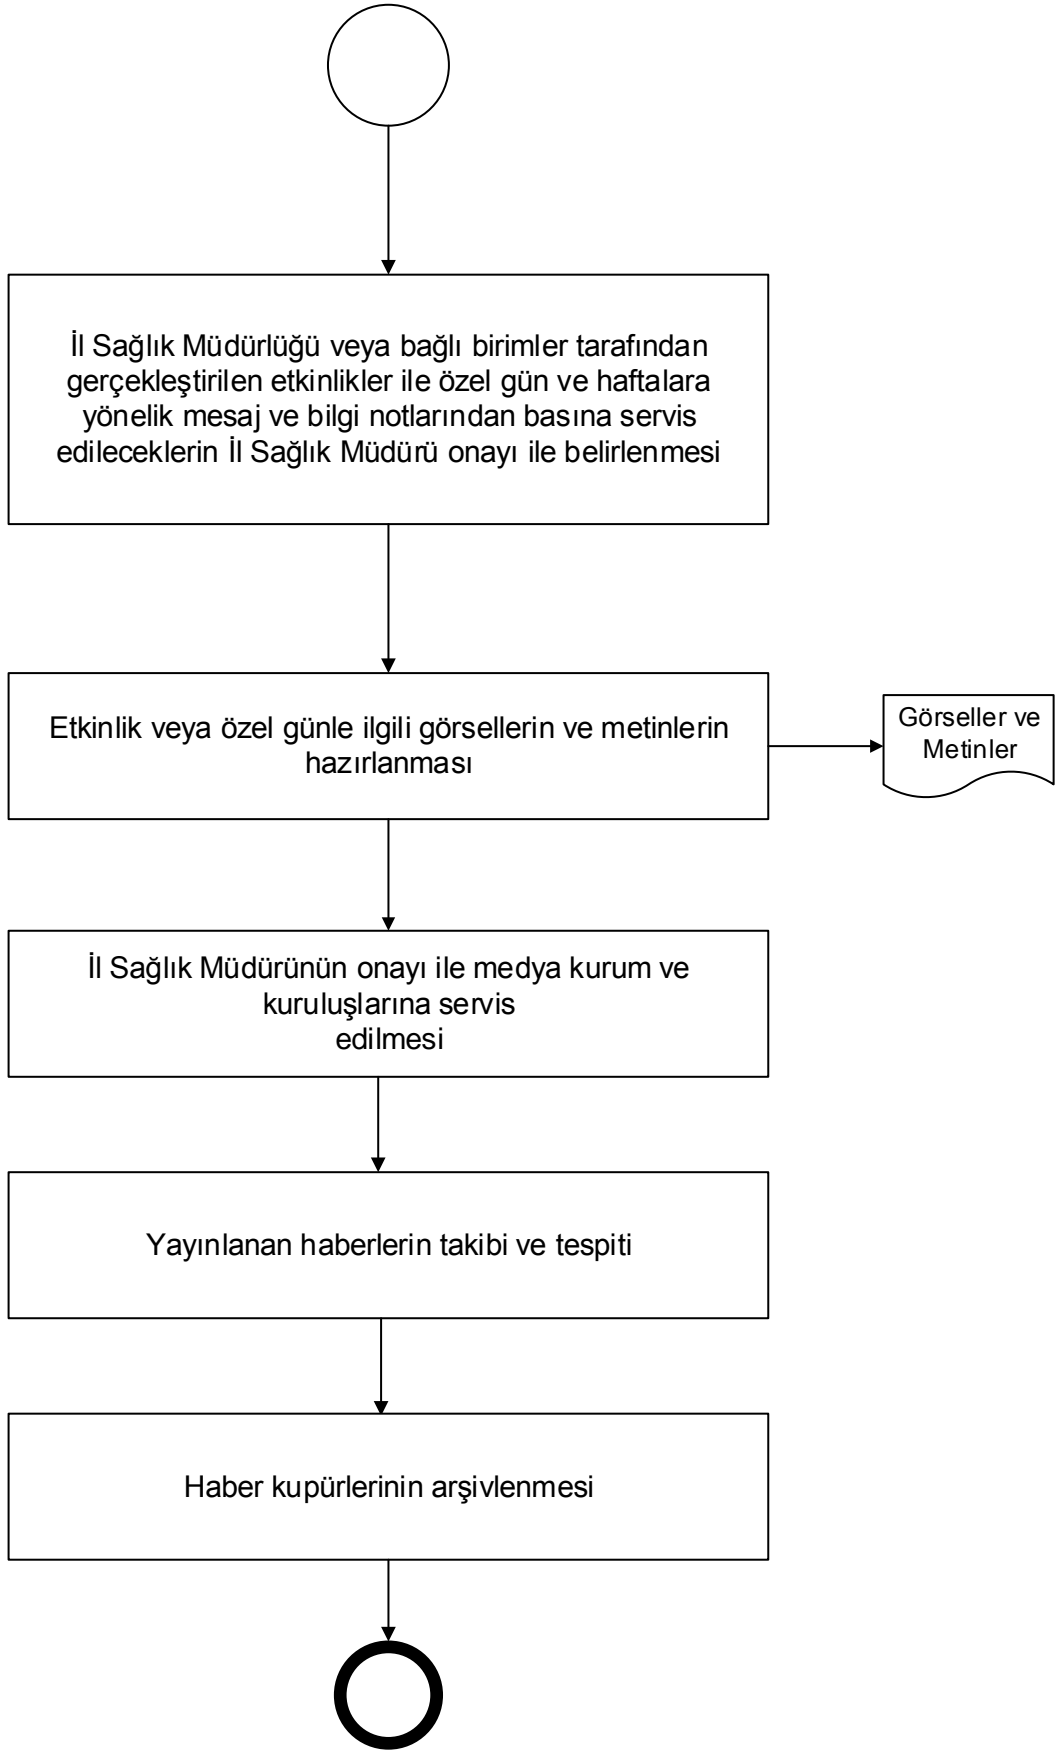 İl Sağlık Müdürlüğü veya bağlı birimler tarafından
gerçekleştirilen etkinlikler ile özel gün ve haftalara
yönelik mesaj ve bilgi notlarından basına servis
edileceklerin İl Sağlık Müdürü onayı ile belirlenmesi
Etkinlik veya özel günle ilgili görsellerin ve metinlerin
hazırlanması
Görseller ve
Metinler
İl Sağlık Müdürünün onayı ile medya kurum ve
kuruluşlarına servis
edilmesi
Yayınlanan haberlerin takibi ve tespiti
Haber kupürlerinin arşivlenmesi